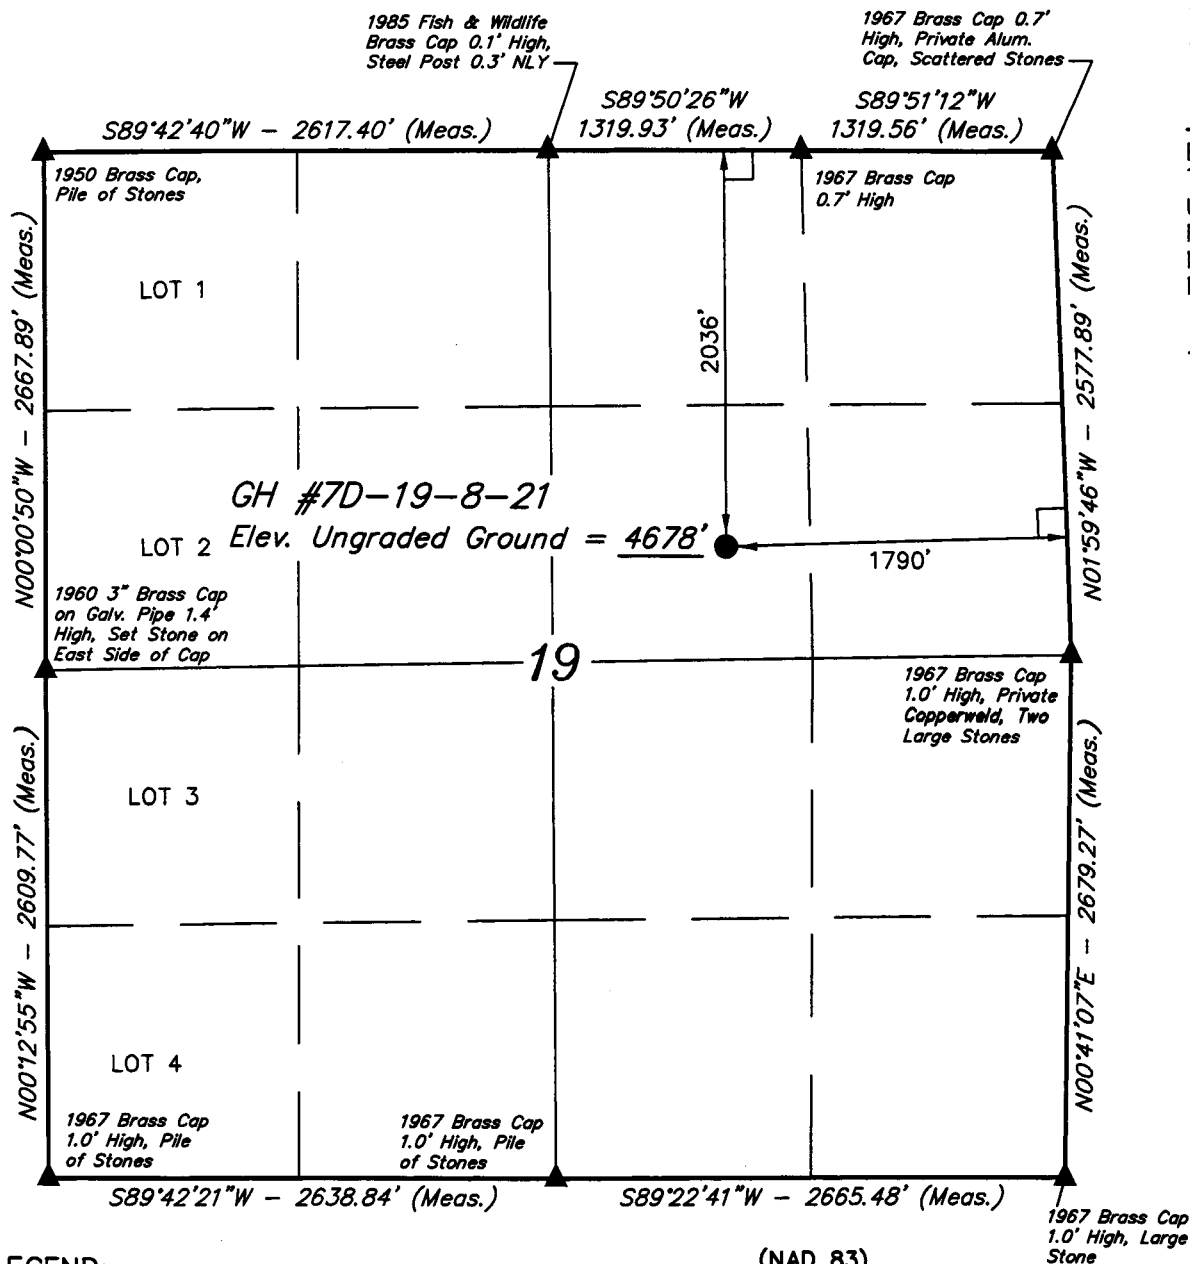 1985 Fish & Wildlife
Brass Cap 0.1' High,
Steel Post 0.3' NLY
1967 Brass Cap 0.7'
High, Private Alum.
Cap, Scattered Stones
S89°42'40"W - 2617.40' (Meas.)
S89°50'26"W
1319.93' (Meas.)
S89°51'12"W
1319.56' (Meas.)
1950 Brass Cap,
Pile of Stones
1967 Brass Cap
0.7' High
N00°00'50"W - 2667.89' (Meas.)
LOT 1
2036'
N01°59'46"W - 2577.89' (Meas.)
GH #7D-19-8-21
Elev. Ungraded Ground = 4678'
LOT 2
1790'
1960 3" Brass Cap
on Galv. Pipe 1.4'
High, Set Stone on
East Side of Cap
19
1967 Brass Cap
1.0' High, Private
Copperweld, Two
Large Stones
N00°12'55"W - 2609.77' (Meas.)
LOT 3
N00°41'07"E - 2679.27' (Meas.)
LOT 4
1967 Brass Cap
1.0' High, Pile
of Stones
1967 Brass Cap
1.0' High, Pile
of Stones
S89°42'21"W - 2638.84' (Meas.)
S89°22'41"W - 2665.48' (Meas.)
1967 Brass Cap
1.0' High, Large
Stone
(NAD 83)